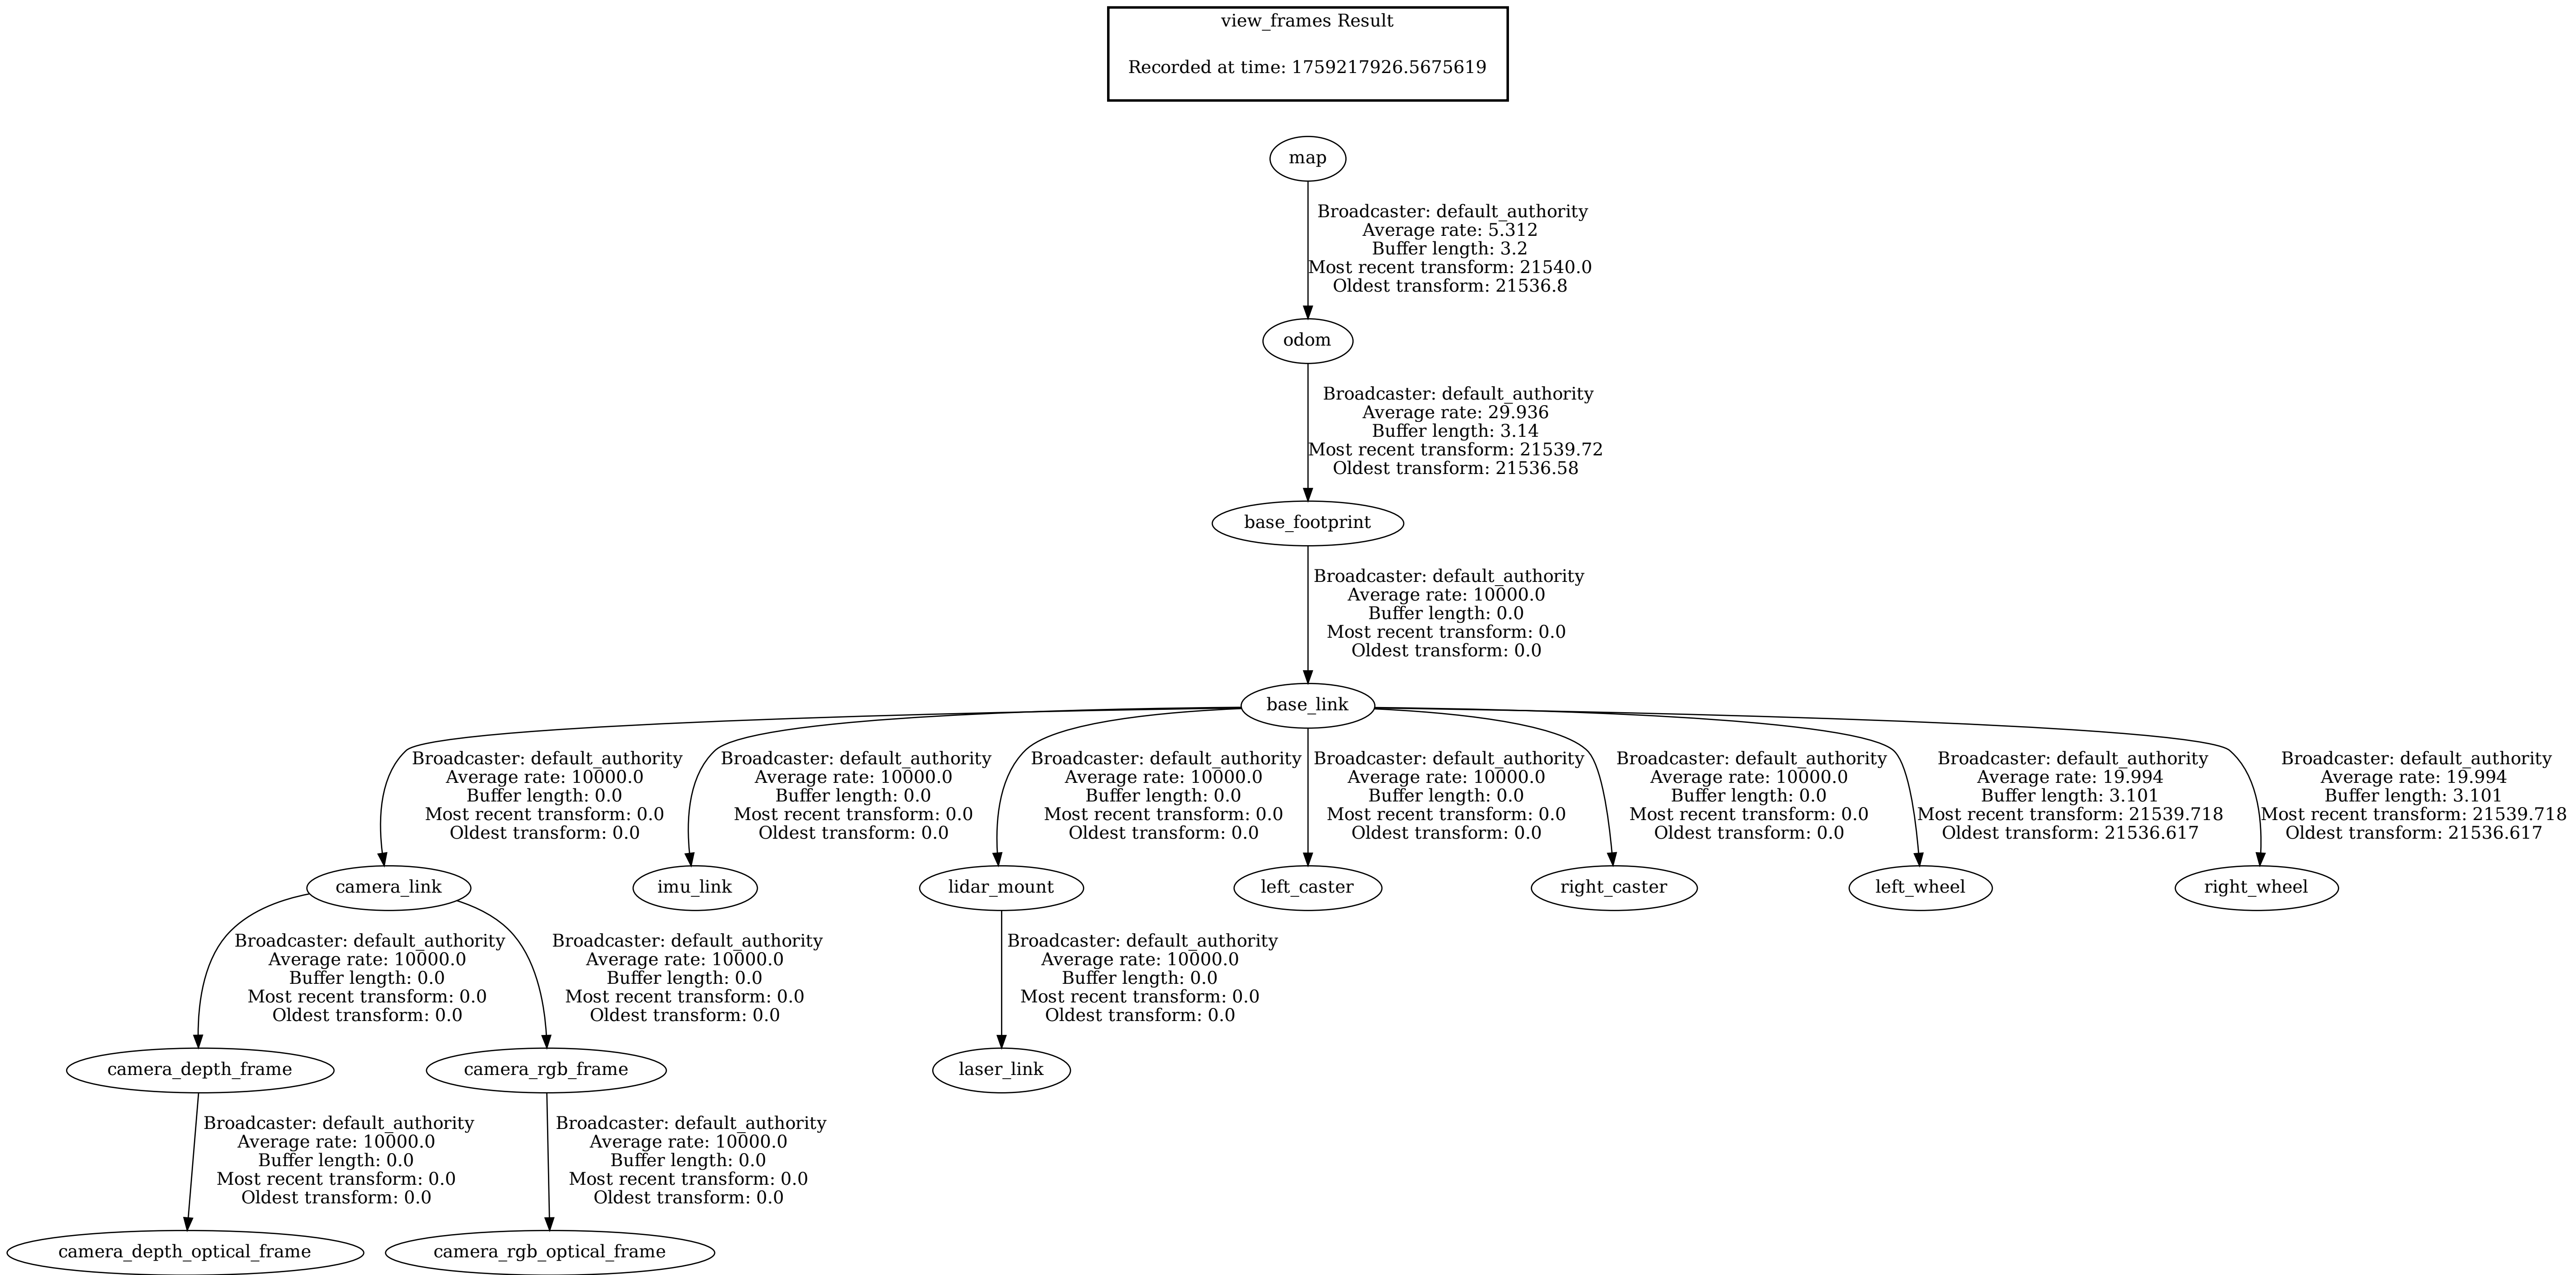 view_frames Result
Recorded at time: 1759217926.5675619
map
Broadcaster: default_authority
Average rate: 5.312
Buffer length: 3.2
Most recent transform: 21540.0
Oldest transform: 21536.8
odom
Broadcaster: default_authority
Average rate: 29.936
Buffer length: 3.14
Most recent transform: 21539.72
Oldest transform: 21536.58
base_footprint
Broadcaster: default_authority
Average rate: 10000.0
Buffer length: 0.0
Most recent transform: 0.0
Oldest transform: 0.0
base_link
Broadcaster: default_authority
Average rate: 10000.0
Buffer length: 0.0
Most recent transform: 0.0
Oldest transform: 0.0
Broadcaster: default_authority
Average rate: 10000.0
Buffer length: 0.0
Most recent transform: 0.0
Oldest transform: 0.0
Broadcaster: default_authority
Average rate: 10000.0
Buffer length: 0.0
Most recent transform: 0.0
Oldest transform: 0.0
Broadcaster: default_authority
Average rate: 10000.0
Buffer length: 0.0
Most recent transform: 0.0
Oldest transform: 0.0
Broadcaster: default_authority
Average rate: 10000.0
Buffer length: 0.0
Most recent transform: 0.0
Oldest transform: 0.0
Broadcaster: default_authority
Average rate: 19.994
Buffer length: 3.101
Most recent transform: 21539.718
Oldest transform: 21536.617
Broadcaster: default_authority
Average rate: 19.994
Buffer length: 3.101
Most recent transform: 21539.718
Oldest transform: 21536.617
camera_link
imu_link
lidar_mount
left_caster
right_caster
left_wheel
right_wheel
Broadcaster: default_authority
Average rate: 10000.0
Buffer length: 0.0
Most recent transform: 0.0
Oldest transform: 0.0
Broadcaster: default_authority
Average rate: 10000.0
Buffer length: 0.0
Most recent transform: 0.0
Oldest transform: 0.0
Broadcaster: default_authority
Average rate: 10000.0
Buffer length: 0.0
Most recent transform: 0.0
Oldest transform: 0.0
camera_depth_frame
camera_rgb_frame
laser_link
Broadcaster: default_authority
Average rate: 10000.0
Buffer length: 0.0
Most recent transform: 0.0
Oldest transform: 0.0
Broadcaster: default_authority
Average rate: 10000.0
Buffer length: 0.0
Most recent transform: 0.0
Oldest transform: 0.0
camera_depth_optical_frame
camera_rgb_optical_frame